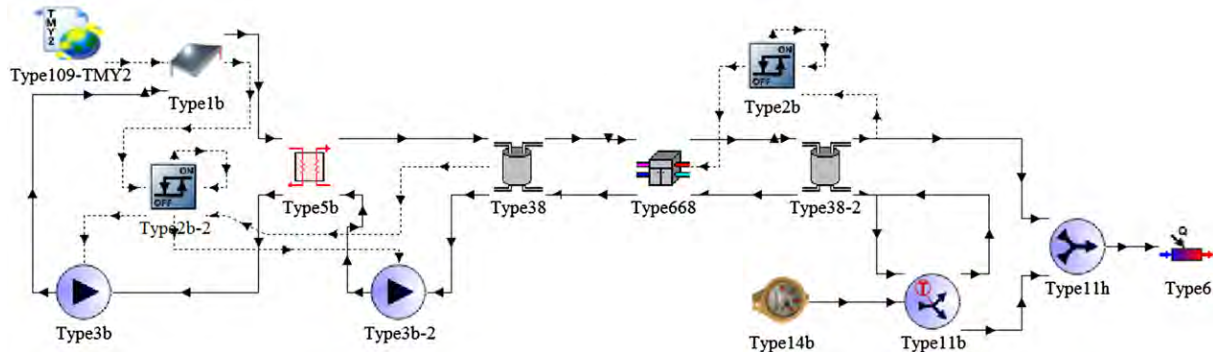 TMY2
Type109-TMY2
Type1b
ON
OFF
Type2b
ON
OFF
Type2b-2
Type5b
Type38
Type668
Type38-2
Type3b
Type3b-2
Type14b
T
Type11b
Type11h
Q
Type6